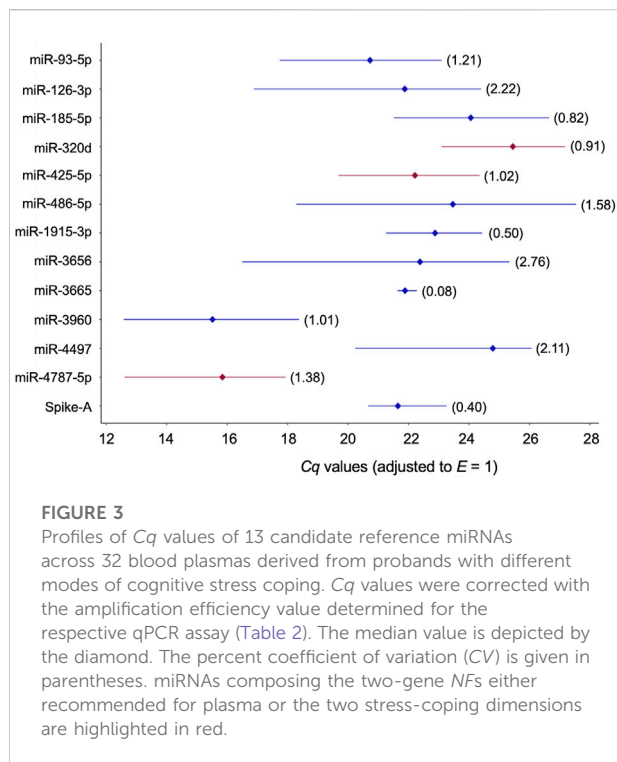 miR-93-5p (1.21)
miR-126-3p (2.22)
miR-185-5p (0.82)
miR-320d (0.91)
miR-425-5p (1.02)
miR-486-5p (1.58)
miR-1915-3p (0.50)
miR-3656 (2.76)
miR-3665 (0.08)
miR-3960 (1.01)
miR-4497 (2.11)
miR-4787-5p (1.38)
Spike-A (0.40)
12 14 16 18 20 22 24 26 28
Cq values (adjusted to E = 1)
FIGURE 3
Profiles of Cq values of 13 candidate reference miRNAs
across 32 blood plasmas derived from probands with different
modes of cognitive stress coping. Cq values were corrected with
the amplification efficiency value determined for the
respective qPCR assay (Table 2). The median value is depicted by
the diamond. The percent coefficient of variation (CV) is given in
parentheses. miRNAs composing the two-gene NFs either
recommended for plasma or the two stress-coping dimensions
are highlighted in red.